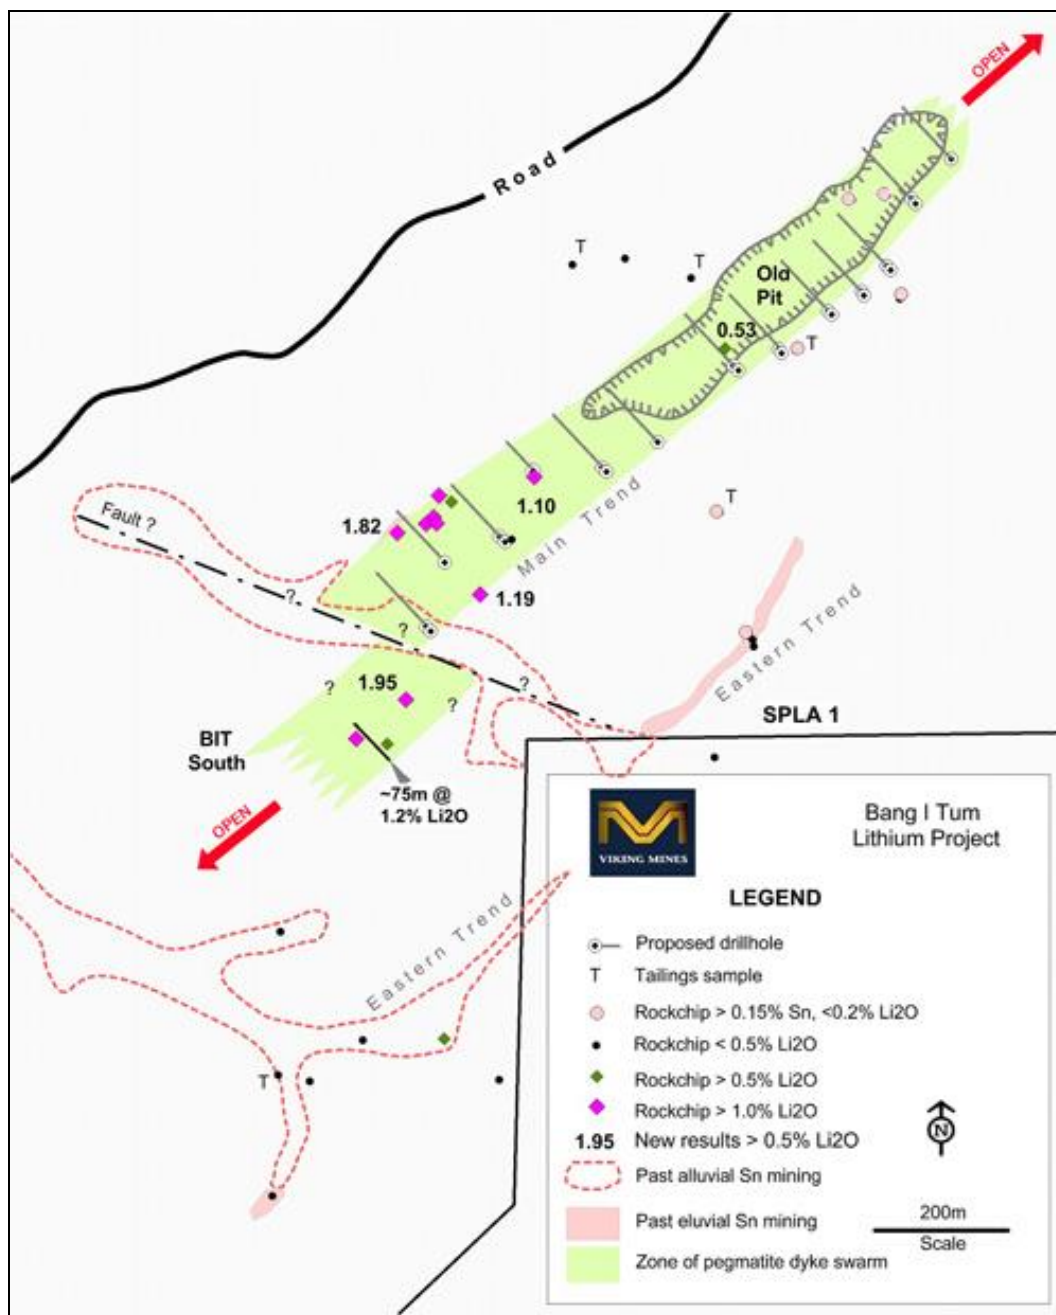 OPEN
Road
T
T
Old
Pit
0.53
T
Fault ?
1.82
1.10
T
Main Trend
?
1.19
?
Eastern Trend
?
1.95
?
?
SPLA 1
BIT
South
~75m @
1.2% Li2O
OPEN
Eastern Trend
T
VIKING MINES
Bang I Tum
Lithium Project
LEGEND
Proposed drillhole
T Tailings sample
Rockchip > 0.15% Sn, <0.2% Li2O
Rockchip < 0.5% Li2O
Rockchip > 0.5% Li2O
Rockchip > 1.0% Li2O
1.95 New results > 0.5% Li2O
Past alluvial Sn mining
Past eluvial Sn mining
Zone of pegmatite dyke swarm
N
200m
Scale